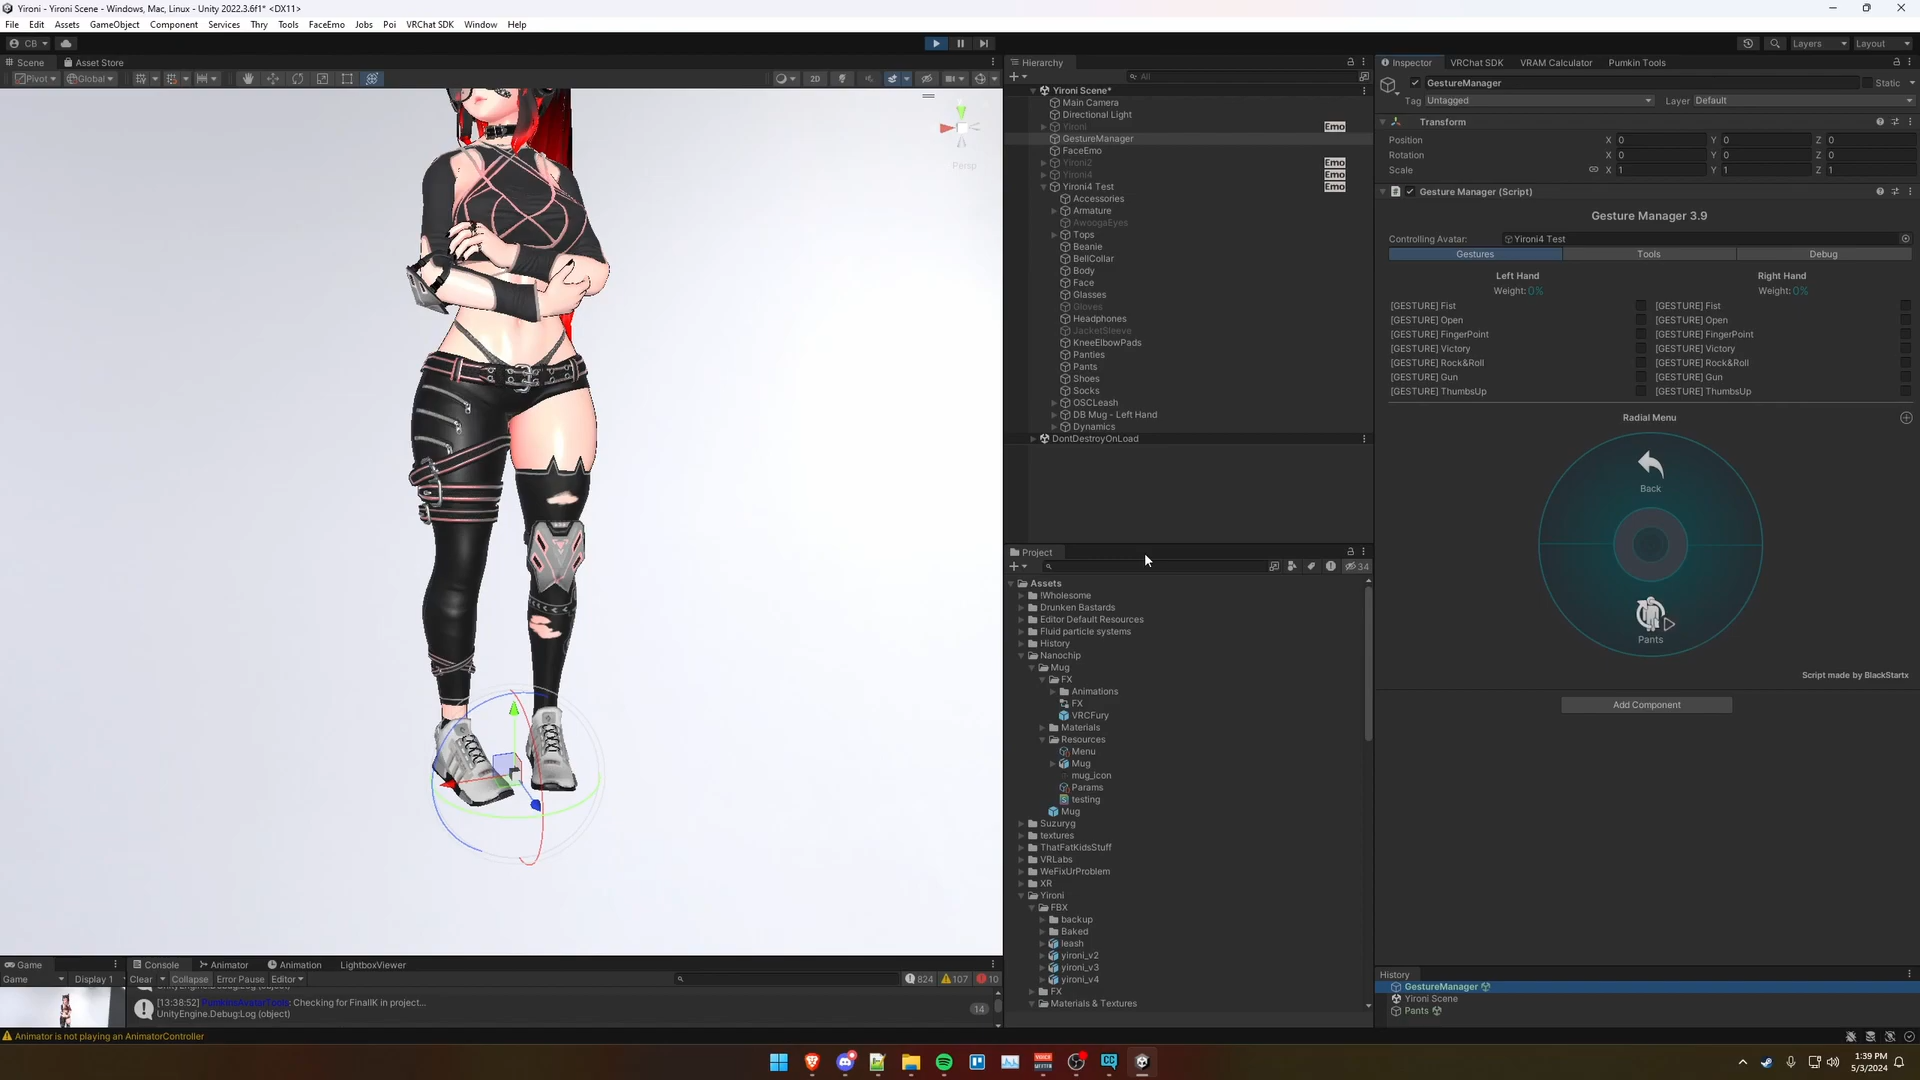 Yironi - Yironi Scene - Windows, Mac, Linux - Unity 2022.3.6f1* <DX11>
File Edit Assets GameObject Component Services Thry Tools FaceEmo Jobs Poi VRChat SDK Window Help
CB
Layers Layout
Scene Asset Store
Pivot Global 2D
Persp
Hierarchy
All
Yironi Scene*
Main Camera
Directional Light
Yironi Emo
GestureManager
FaceEmo
Yironi2 Emo
Yironi4 Emo
Yironi4 Test Emo
Accessories
Armature
AwoogaEyes
Tops
Beanie
BellCollar
Body
Face
Glasses
Gloves
Headphones
JacketSleeve
KneeElbowPads
Panties
Pants
Shoes
Socks
OSCLeash
DB Mug - Left Hand
Dynamics
DontDestroyOnLoad
Project
34
Assets
!Wholesome
Drunken Bastards
Editor Default Resources
Fluid particle systems
History
Nanochip
Mug
FX
Animations
FX
VRCFury
Materials
Resources
Menu
Mug
mug_icon
Params
testing
Mug
Suzuryg
textures
ThatFatKidsStuff
VRLabs
WeFixUrProblem
XR
Yironi
FBX
backup
Baked
leash
yironi_v2
yironi_v3
yironi_v4
FX
Materials & Textures
Inspector VRChat SDK VRAM Calculator Pumkin Tools
GestureManager Static
Tag Untagged Layer Default
Transform
Position X 0 Y 0 Z 0
Rotation X 0 Y 0 Z 0
Scale X 1 Y 1 Z 1
Gesture Manager (Script)
Gesture Manager 3.9
Controlling Avatar: Yironi4 Test
Gestures Tools Debug
Left Hand Right Hand
Weight: 0% Weight: 0%
[GESTURE] Fist [GESTURE] Fist
[GESTURE] Open [GESTURE] Open
[GESTURE] FingerPoint [GESTURE] FingerPoint
[GESTURE] Victory [GESTURE] Victory
[GESTURE] Rock&Roll [GESTURE] Rock&Roll
[GESTURE] Gun [GESTURE] Gun
[GESTURE] ThumbsUp [GESTURE] ThumbsUp
Radial Menu
Back
Pants
Script made by BlackStartx
Add Component
History
GestureManager
Yironi Scene
Pants
Game
Game Display 1
Console Animator Animation LightboxViewer
Clear Collapse Error Pause Editor 824 107 10
UnityEngine.Debug:Log (object)
[13:38:52] PumkinsAvatarTools: Checking for FinalIK in project...
UnityEngine.Debug:Log (object)
14
Animator is not playing an AnimatorController
1:39 PM
5/3/2024